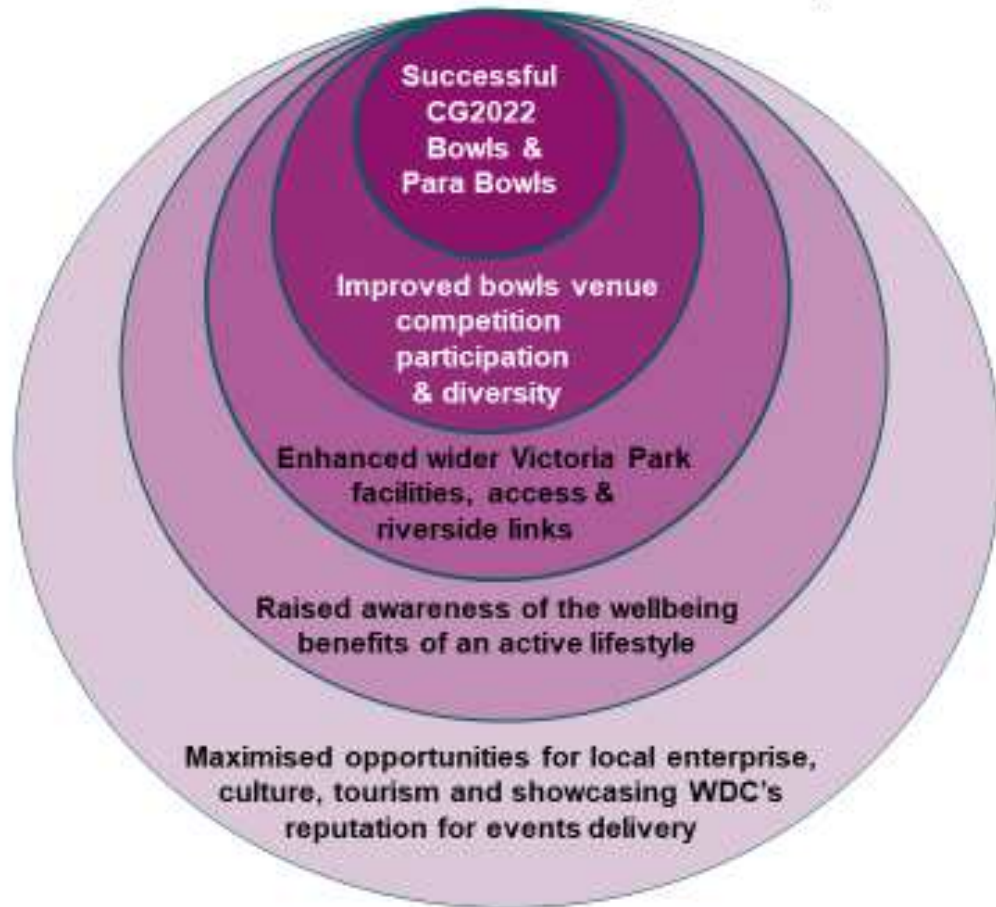 Successful
CG2022
Bowls &
Para Bowls
Improved bowls venue
competition
participation
& diversity
Enhanced wider Victoria Park
facilities, access &
riverside links
Raised awareness of the wellbeing
benefits of an active lifestyle
Maximised opportunities for local enterprise,
culture, tourism and showcasing WDC's
reputation for events delivery